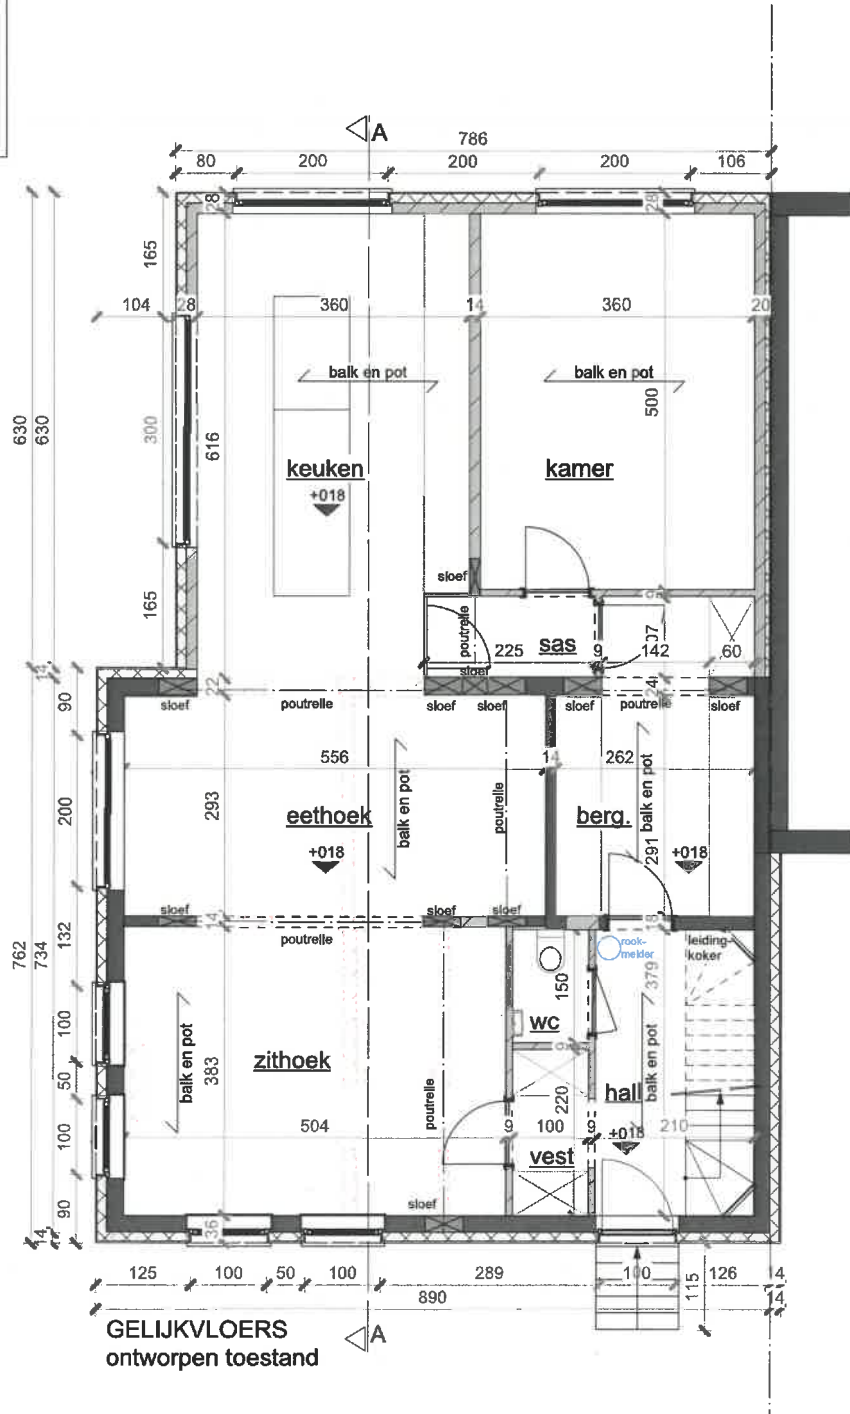 A
786
80 200 200 200 106
28 28
165
104 28 360 14 360 20
balk en pot balk en pot
500
630 630 300 616
keuken kamer
+018
sloef
165
poutrelle
sas
225 9 142 60
07
9
sloef
13
22 24
90
sloef poutrelle sloef sloef sloef poutrelle sloef
556 14 262
200 293
eethoek balk en pot poutrelle berg. balk en pot
291
+018 +018
sloef sloef sloef
14 18
poutrelle
762 734 132
rook-
melder
leiding-
koker
379
150
wc
100
balk en pot 383
zithoek
9
50
poutrelle
220
hall balk en pot
100
504 9 100 9 210
+018
vest
90
sloef
14 36
125 100 50 100 289 100 126 14
115
890 14
GELIJKVLOERS
ontworpen toestand
A